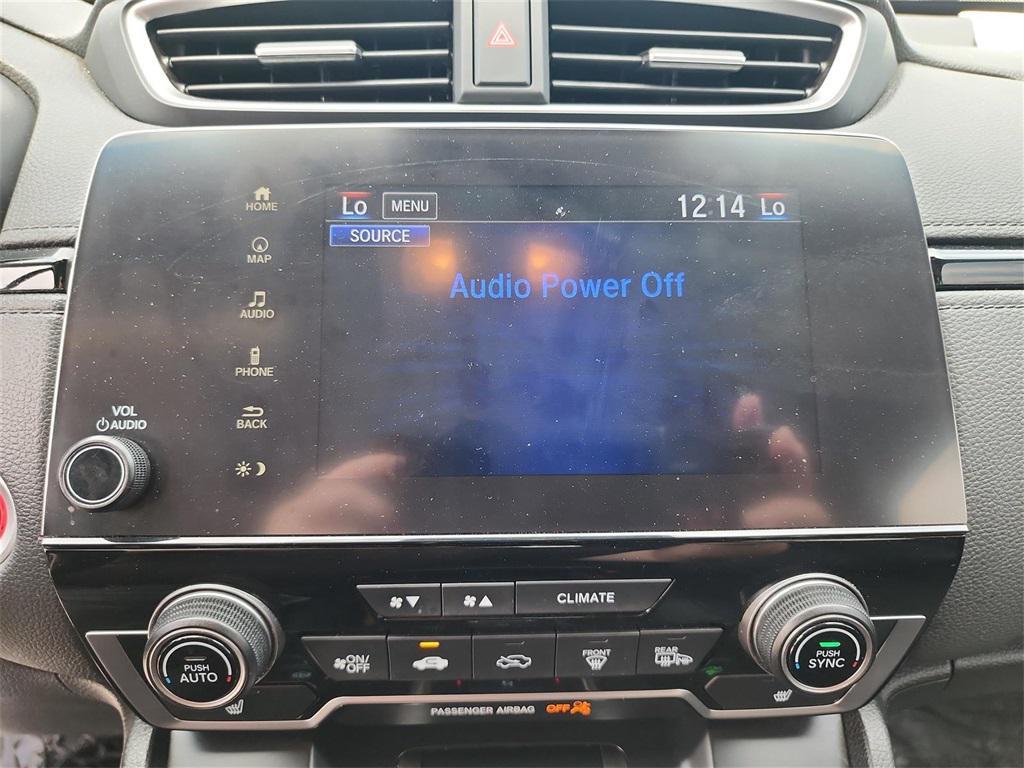 HOME
Lo MENU 12:14 Lo
SOURCE
MAP
Audio Power Off
AUDIO
PHONE
VOL
AUDIO
BACK
CLIMATE
PUSH
AUTO
ON/
OFF
FRONT
REAR
PUSH
SYNC
PASSENGER AIRBAG OFF